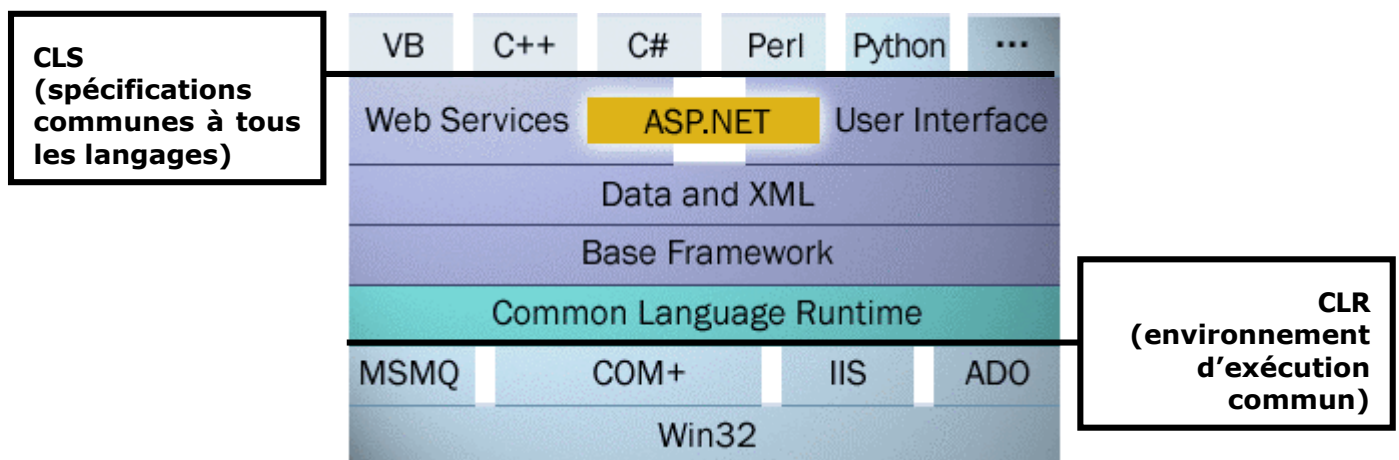 CLS
(spécifications
communes à tous
les langages)
VB C++ C# Perl Python ...
Web Services ASP.NET User Interface
Data and XML
Base Framework
Common Language Runtime
CLR
(environnement
d’exécution
commun)
MSMQ COM+ IIS ADO
Win32